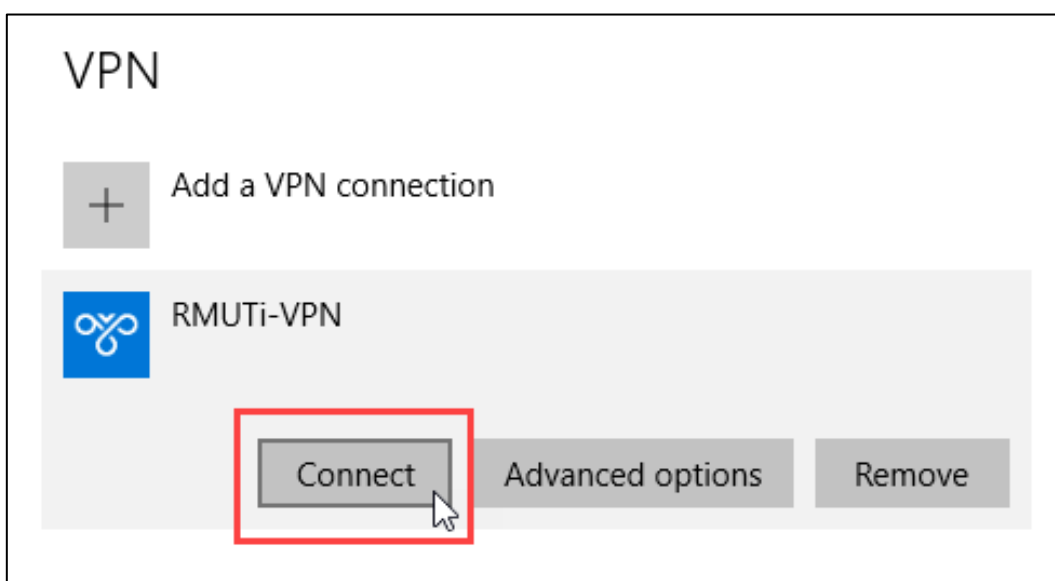 VPN
Add a VPN connection
RMUTi-VPN
Connect Advanced options Remove